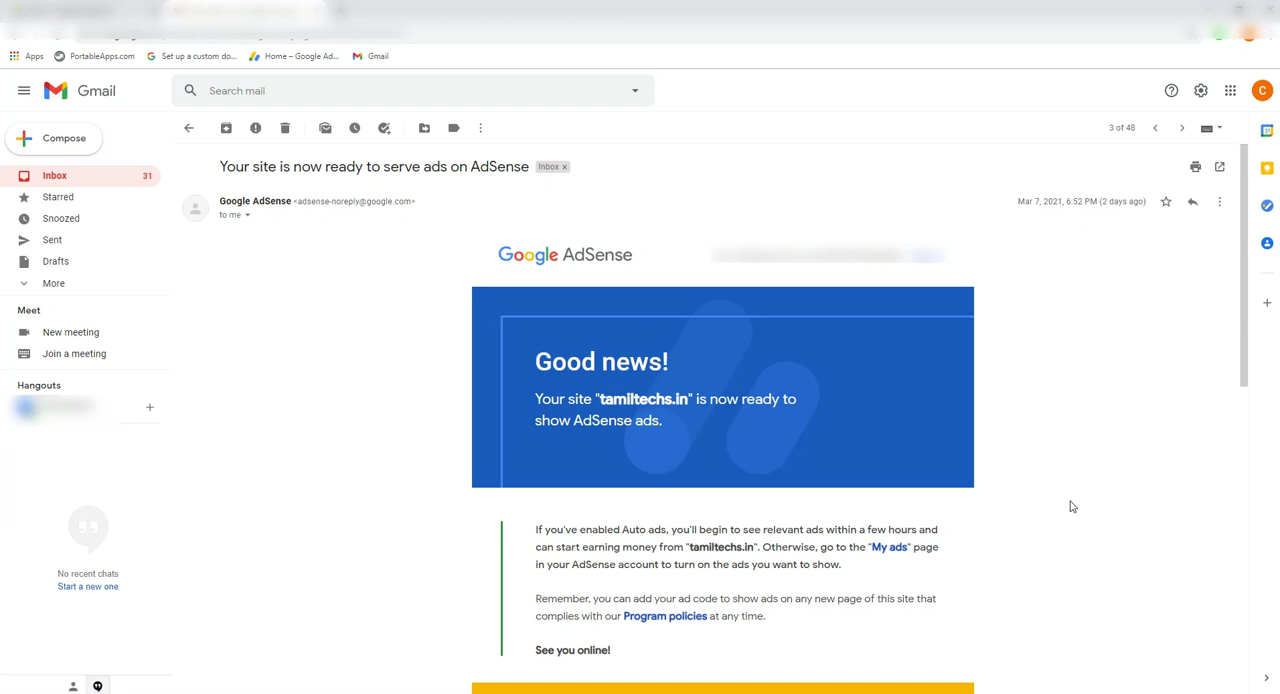 Apps PortableApps.com Set up a custom do... Home – Google Ad... Gmail
Gmail Search mail C
Compose 3 of 48
Your site is now ready to serve ads on AdSense Inbox x
Inbox 31
Starred
Snoozed
Sent
Drafts
More
Google AdSense <adsense-noreply@google.com> Mar 7, 2021, 6:52 PM (2 days ago)
to me
Google AdSense
Good news!
Your site "tamiltechs.in" is now ready to
show AdSense ads.
Meet
New meeting
Join a meeting
Hangouts
If you've enabled Auto ads, you'll begin to see relevant ads within a few hours and
can start earning money from "tamiltechs.in". Otherwise, go to the "My ads" page
in your AdSense account to turn on the ads you want to show.
Remember, you can add your ad code to show ads on any new page of this site that
complies with our Program policies at any time.
See you online!
No recent chats
Start a new one